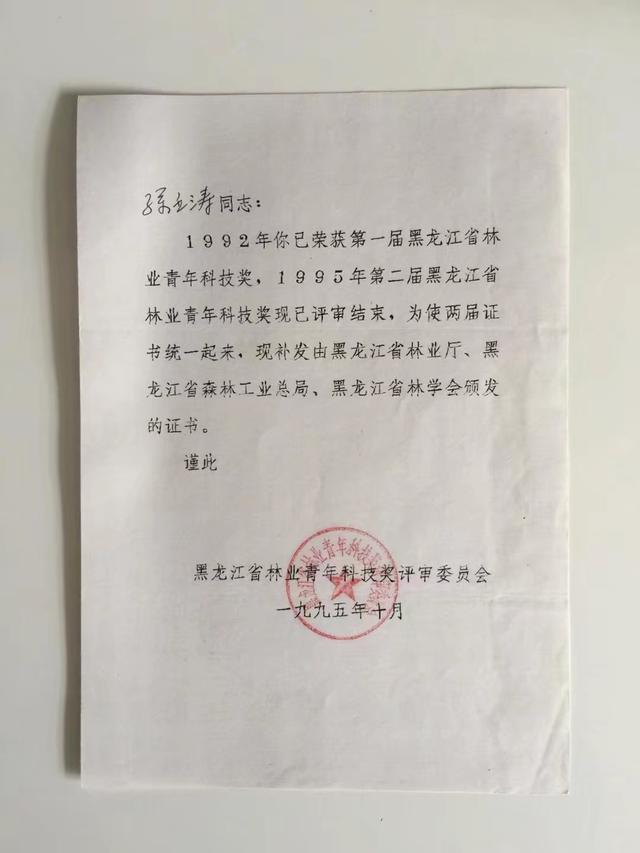 孙玉涛同志：
1992年你已荣获第一届黑龙江省林
业青年科技奖，1995年第二届黑龙江省
林业青年科技奖现已评审结束，为使两届证
书统一起来，现补发由黑龙江省林业厅、黑
龙江省森林工业总局、黑龙江省林学会颁发
的证书。
谨此
黑龙江省林业青年科技奖评审委员会
一九九五年十月